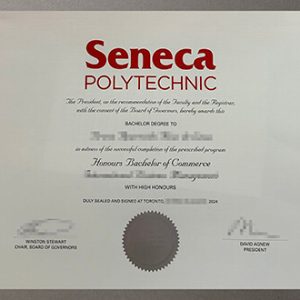 Seneca
POLYTECHNIC
The President, on the recommendation of the Faculty and the Registrar,
with the consent of the Board of Governors, hereby awards this
BACHELOR DEGREE TO
in witness of the successful completion of the prescribed program
Honours Bachelor of Commerce
International Business Management
WITH HIGH HONOURS
DULY SEALED AND SIGNED AT TORONTO, 2024
WINSTON STEWART
CHAIR, BOARD OF GOVERNORS
DAVID AGNEW
PRESIDENT